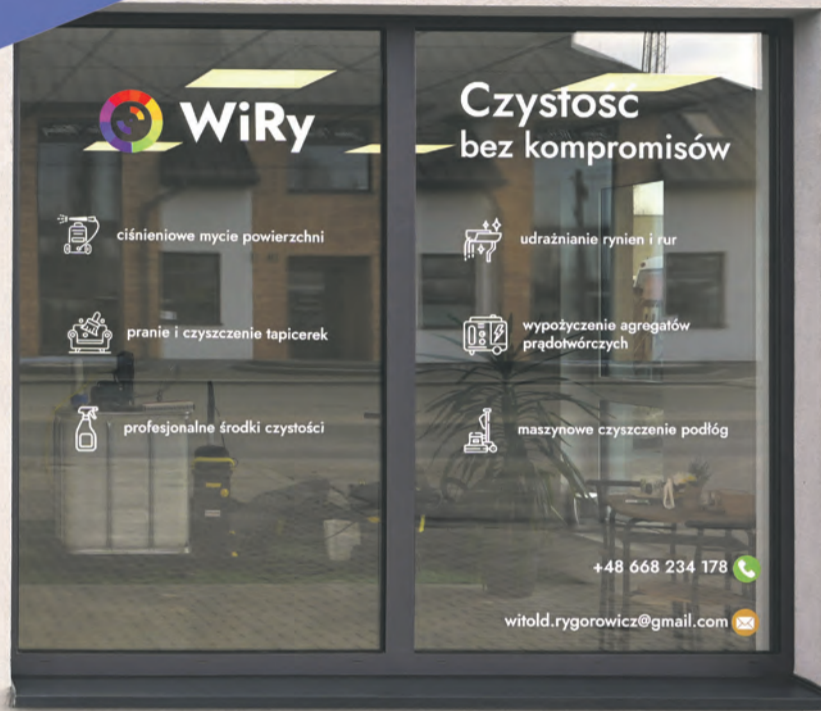 WiRy
ciśnieniowe mycie powierzchni
pranie i czyszczenie tapicerek
profesjonalne środki czystości
Czystość
bez kompromisów
udrażnianie rynien i rur
wypożyczenie agregatów
prądotwórczych
maszynowe czyszczenie podłóg
+48 668 234 178
witold.rygorowicz@gmail.com